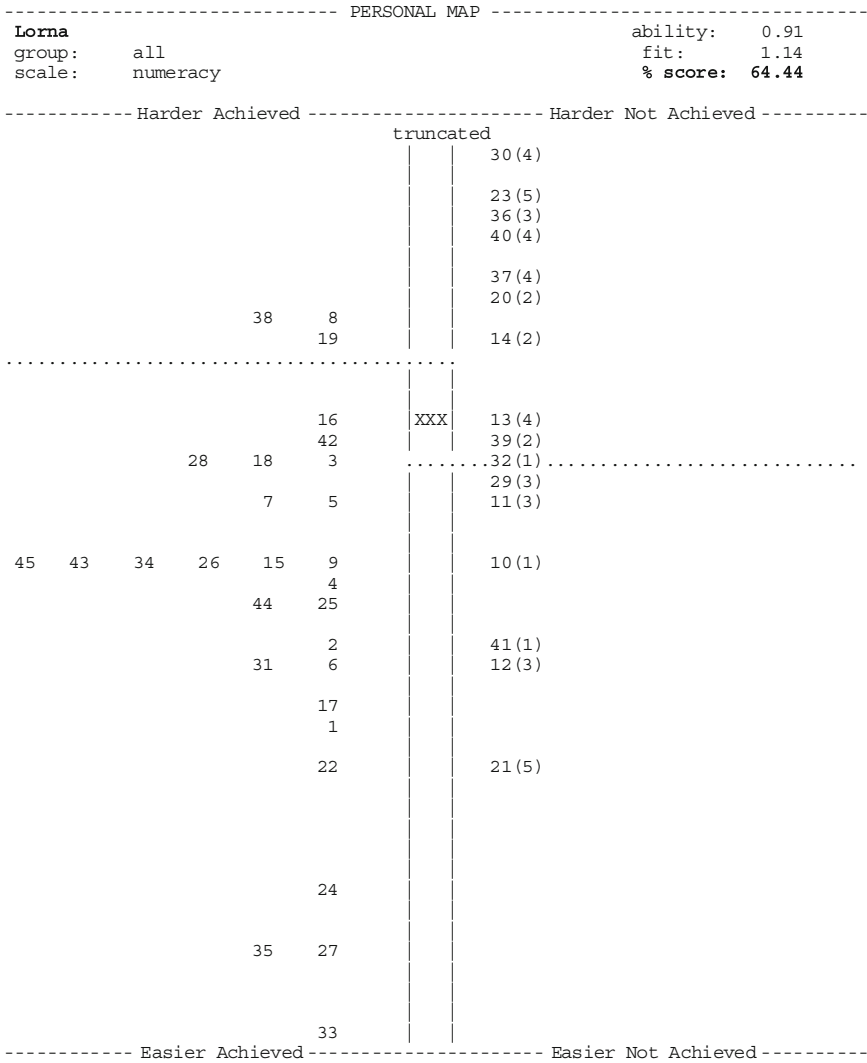 ------------------------------- PERSONAL MAP -----------------------------------
Lorna ability: 0.91
group: all fit: 1.14
scale: numeracy % score: 64.44
------------ Harder Achieved ---------------------- Harder Not Achieved ----------
truncated
| | 30(4)
| | 23(5)
| | 36(3)
| | 40(4)
| | 37(4)
| | 20(2)
38 8 | |
19 | | 14(2)
..........................................
16 |XXX| 13(4)
42 | | 39(2)
28 18 3 ........32(1).............................
| | 29(3)
7 5 | | 11(3)
45 43 34 26 15 9 | | 10(1)
4 | |
44 25 | |
2 | | 41(1)
31 6 | | 12(3)
17 | |
1 | |
22 | | 21(5)
24 | |
35 27 | |
33 | |
------------ Easier Achieved ---------------------- Easier Not Achieved ----------